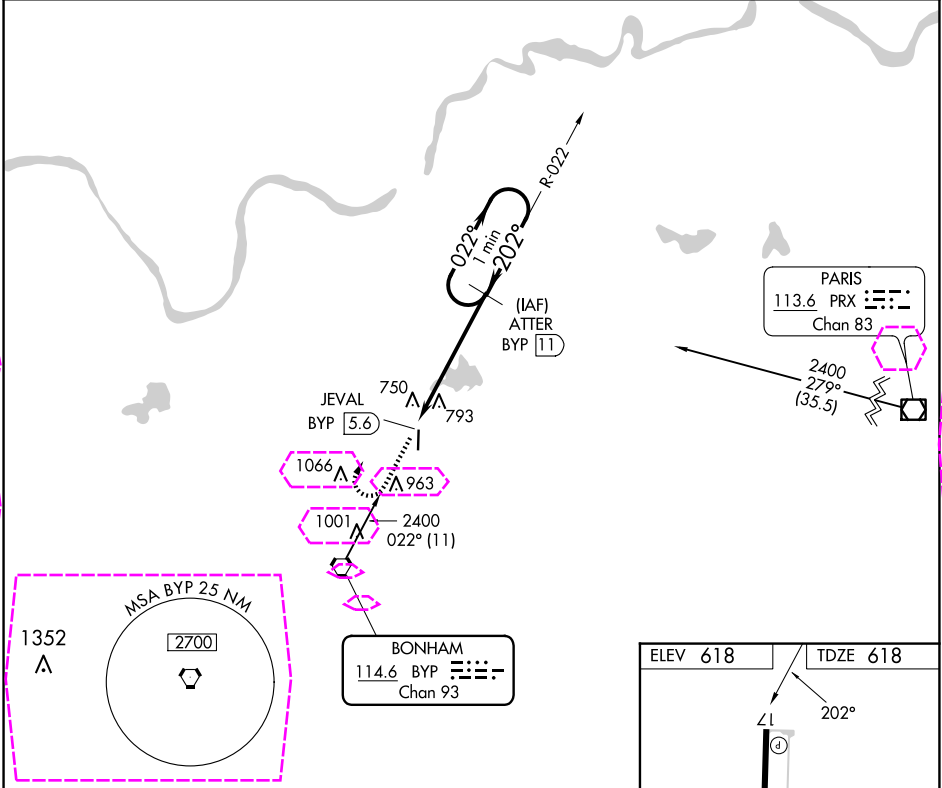 R-022
022°
1 min
202°
(IAF)
ATTER
BYP 11
PARIS
113.6 PRX
Chan 83
2400
279°
(35.5)
750
793
JEVAL
BYP 5.6
1066
963
1001
2400
022° (11)
MSA BYP 25 NM
2700
1352
BONHAM
114.6 BYP
Chan 93
ELEV 618
TDZE 618
202°
17
P